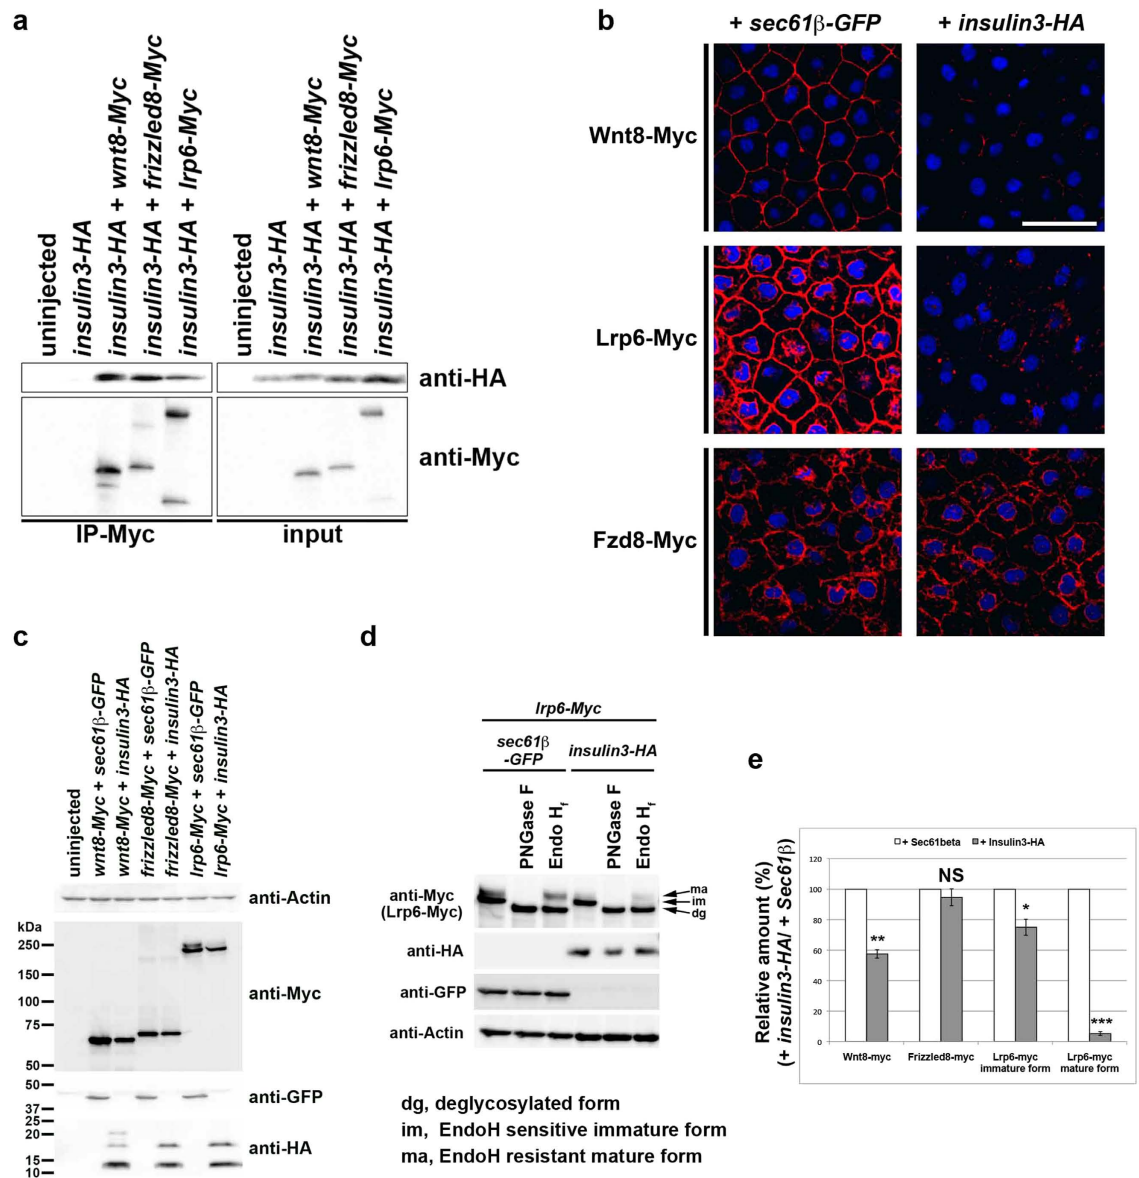 a
uninjected
insulin3-HA
insulin3-HA + wnt8-Myc
insulin3-HA + frizzled8-Myc
insulin3-HA + lrp6-Myc
uninjected
insulin3-HA
insulin3-HA + wnt8-Myc
insulin3-HA + frizzled8-Myc
insulin3-HA + lrp6-Myc
anti-HA
anti-Myc
IP-Myc
input
b
+ sec61β-GFP
+ insulin3-HA
Wnt8-Myc
Lrp6-Myc
Fzd8-Myc
c
uninjected
wnt8-Myc + sec61β-GFP
wnt8-Myc + insulin3-HA
frizzled8-Myc + sec61β-GFP
frizzled8-Myc + insulin3-HA
lrp6-Myc + sec61β-GFP
lrp6-Myc + insulin3-HA
anti-Actin
kDa
250
150
100
75
50
anti-Myc
50
37
anti-GFP
25
20
15
10
anti-HA
d
lrp6-Myc
sec61β
-GFP
insulin3-HA
PNGase F
Endo Hf
PNGase F
Endo Hf
anti-Myc
(Lrp6-Myc)
ma
im
dg
anti-HA
anti-GFP
anti-Actin
dg, deglycosylated form
im, EndoH sensitive immature form
ma, EndoH resistant mature form
e
+ Sec61beta
+ Insulin3-HA
Relative amount (%)
(+ insulin3-HA/ + Sec61β)
120
100
80
60
40
20
0
**
NS
*
***
Wnt8-myc
Frizzled8-myc
Lrp6-myc
immature form
Lrp6-myc
mature form